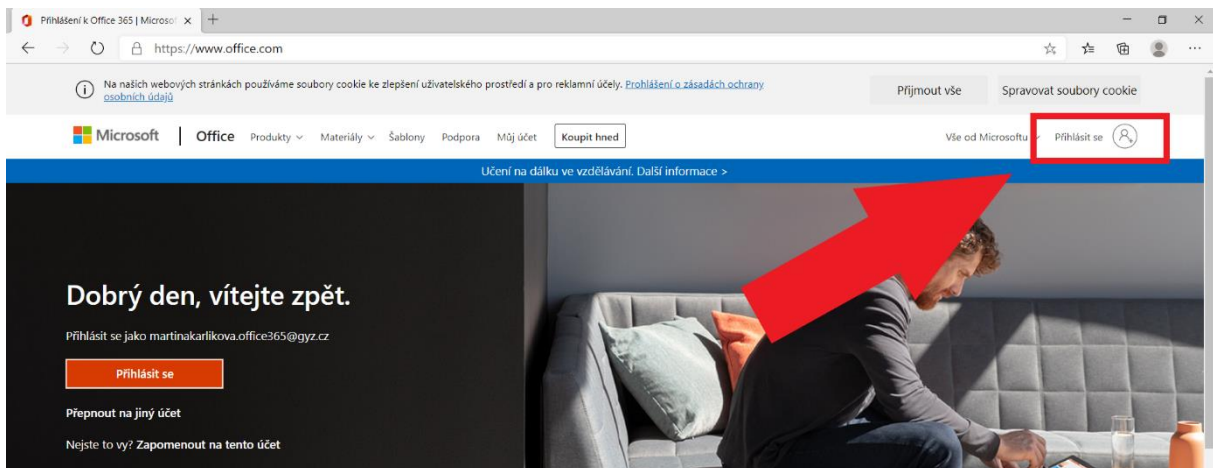 Přihlášení k Office 365 | Microsof
https://www.office.com
Na našich webových stránkách používáme soubory cookie ke zlepšení uživatelského prostředí a pro reklamní účely. Prohlášení o zásadách ochrany
osobních údajů
Přijmout vše
Spravovat soubory cookie
Microsoft | Office Produkty Materiály Šablony Podpora Můj účet Koupit hned Vše od Microsoftu Přihlásit se
Učení na dálku ve vzdělávání. Další informace >
Dobrý den, vítejte zpět.
Přihlásit se jako martinakarlikova.office365@gyz.cz
Přihlásit se
Přepnout na jiný účet
Nejste to vy? Zapomenout na tento účet